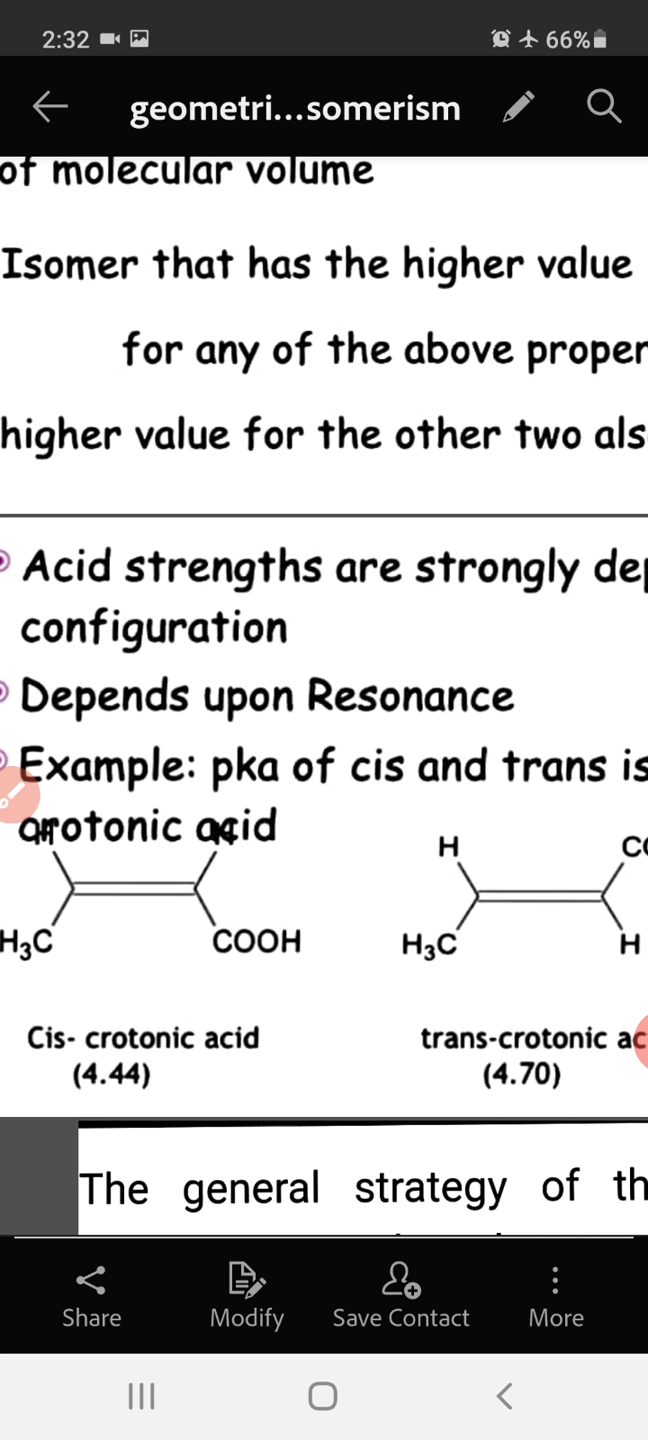 2:32
66%
geometri...somerism
of molecular volume
Isomer that has the higher value
for any of the above proper
higher value for the other two als
Acid strengths are strongly dep
configuration
Depends upon Resonance
Example: pka of cis and trans is
crotonic acid
H
CO
H3C
COOH
H3C
H
Cis- crotonic acid
trans-crotonic ac
(4.44)
(4.70)
The general strategy of th
Share
Modify
Save Contact
More